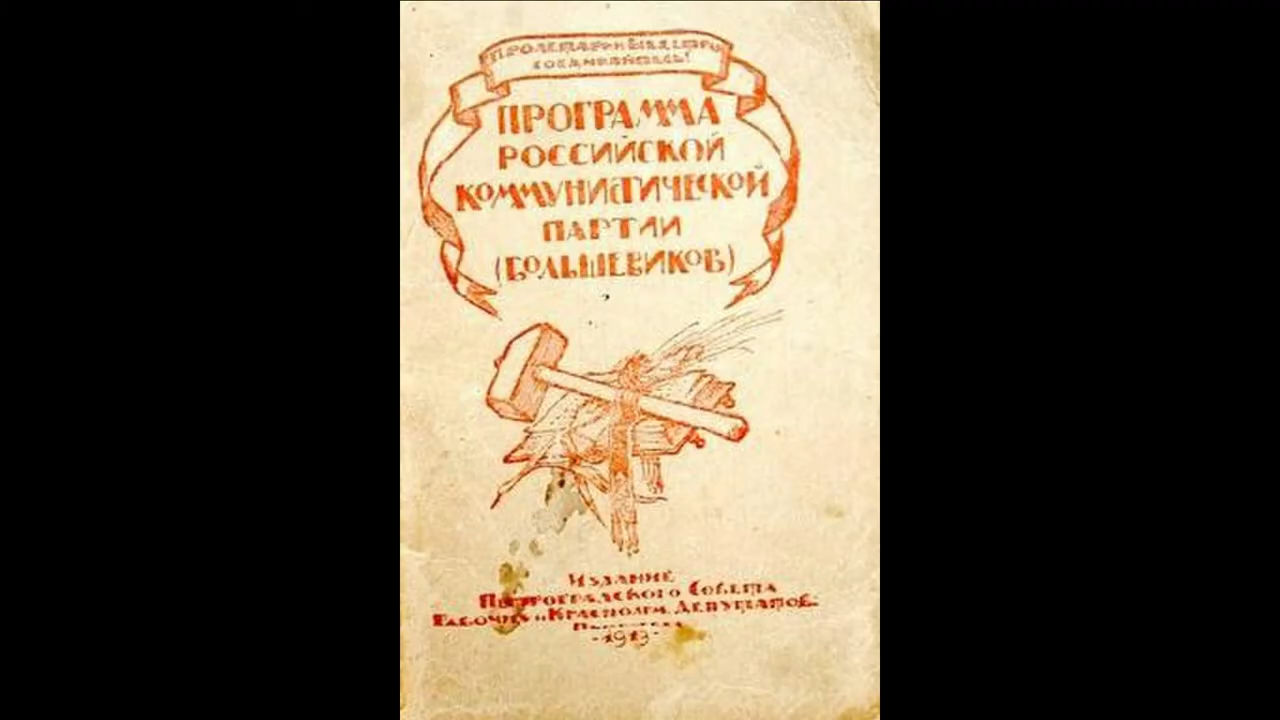 ПРОЛЕТАРИИ ВСЕХ СТРАН
СОЕДИНЯЙТЕСЬ!
ПРОГРАММА
РОССИЙСКОЙ
КОММУНИСТИЧЕСКОЙ
ПАРТИИ
(БОЛЬШЕВИКОВ)
ИЗДАНИЕ
ПЕТРОГРАДСКОГО СОВЕТА
РАБОЧИХ И КРАСНОАРМ. ДЕПУТАТОВ